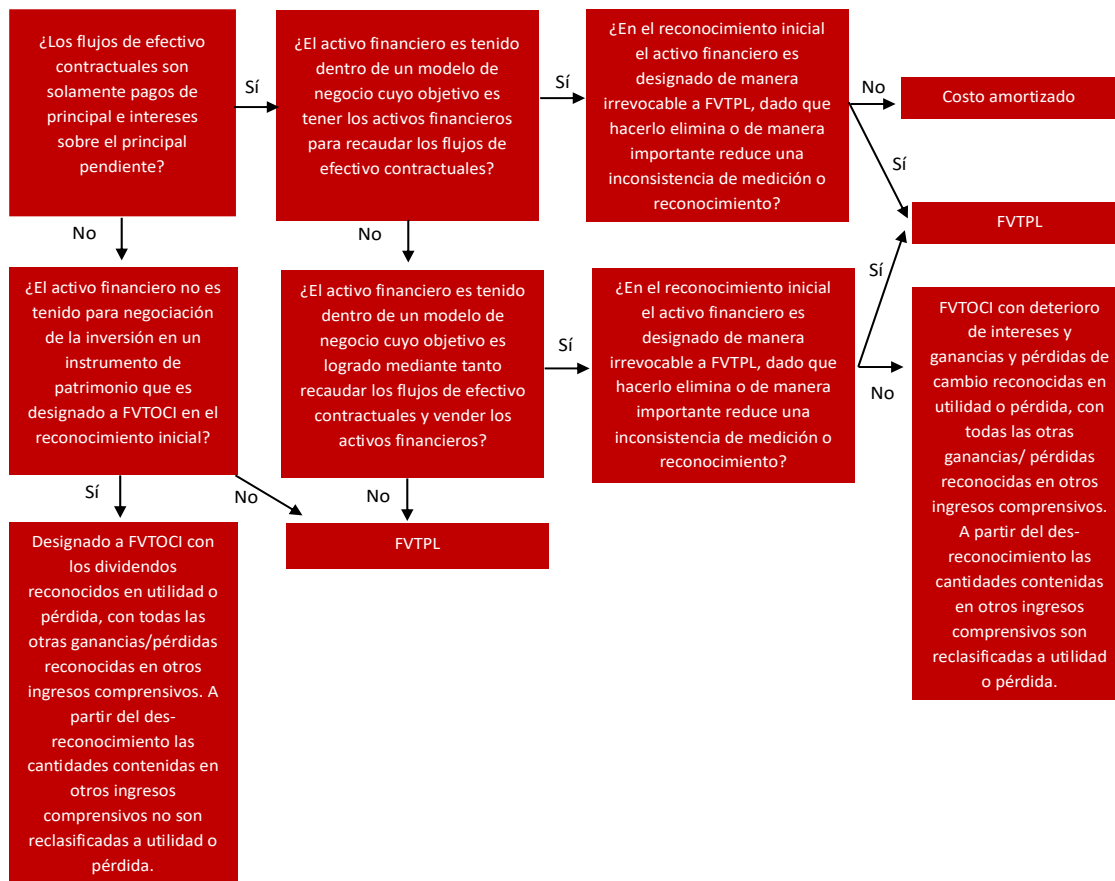 ¿Los flujos de efectivo
contractuales son
solamente pagos de
principal e intereses
sobre el principal
pendiente?
Sí
¿El activo financiero es tenido
dentro de un modelo de
negocio cuyo objetivo es
tener los activos financieros
para recaudar los flujos de
efectivo contractuales?
Sí
¿En el reconocimiento inicial
el activo financiero es
designado de manera
irrevocable a FVTPL, dado que
hacerlo elimina o de manera
importante reduce una
inconsistencia de medición o
reconocimiento?
No
Costo amortizado
Sí
FVTPL
No
No
¿El activo financiero no es
tenido para negociación
de la inversión en un
instrumento de
patrimonio que es
designado a FVTOCI en el
reconocimiento inicial?
¿El activo financiero es tenido
dentro de un modelo de
negocio cuyo objetivo es
logrado mediante tanto
recaudar los flujos de efectivo
contractuales y vender los
activos financieros?
Sí
¿En el reconocimiento inicial
el activo financiero es
designado de manera
irrevocable a FVTPL, dado que
hacerlo elimina o de manera
importante reduce una
inconsistencia de medición o
reconocimiento?
Sí
No
FVTOCI con deterioro
de intereses y
ganancias y pérdidas de
cambio reconocidas en
utilidad o pérdida, con
todas las otras
ganancias/ pérdidas
reconocidas en otros
ingresos comprensivos.
A partir del des-
reconocimiento las
cantidades contenidas
en otros ingresos
comprensivos son
reclasificadas a utilidad
o pérdida.
Sí
No
No
FVTPL
Designado a FVTOCI con
los dividendos
reconocidos en utilidad o
pérdida, con todas las
otras ganancias/pérdidas
reconocidas en otros
ingresos comprensivos. A
partir del des-
reconocimiento las
cantidades contenidas en
otros ingresos
comprensivos no son
reclasificadas a utilidad o
pérdida.